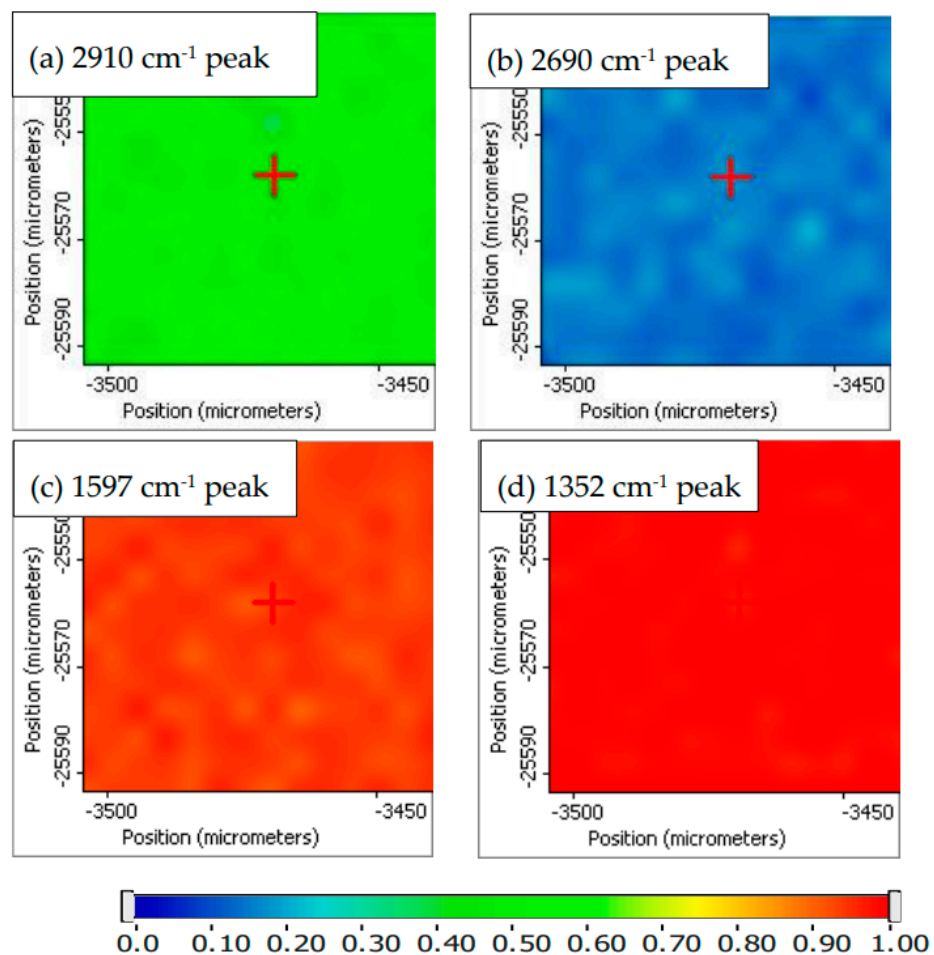 (a) 2910 cm-1 peak
Position (micrometers)
-25550
-25570
-25590
-3500
-3450
Position (micrometers)
(b) 2690 cm-1 peak
Position (micrometers)
-25550
-25570
-25590
-3500
-3450
Position (micrometers)
(c) 1597 cm-1 peak
Position (micrometers)
-25550
-25570
-25590
-3500
-3450
Position (micrometers)
(d) 1352 cm-1 peak
Position (micrometers)
-25550
-25570
-25590
-3500
-3450
Position (micrometers)
0.0 0.10 0.20 0.30 0.40 0.50 0.60 0.70 0.80 0.90 1.00